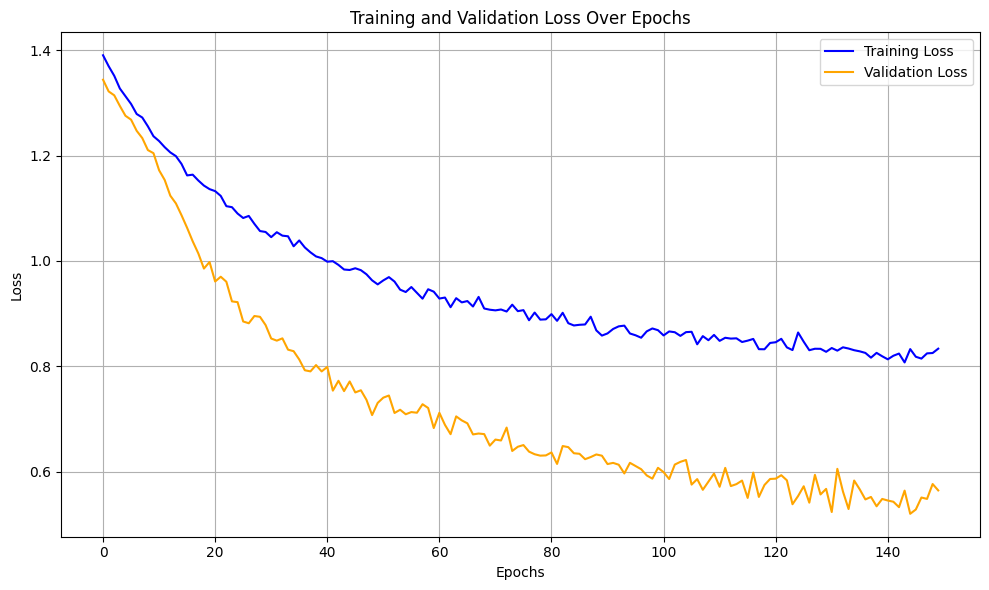 Training and Validation Loss Over Epochs
Training Loss
Validation Loss
1.4
1.2
1.0
0.8
0.6
Loss
0 20 40 60 80 100 120 140
Epochs